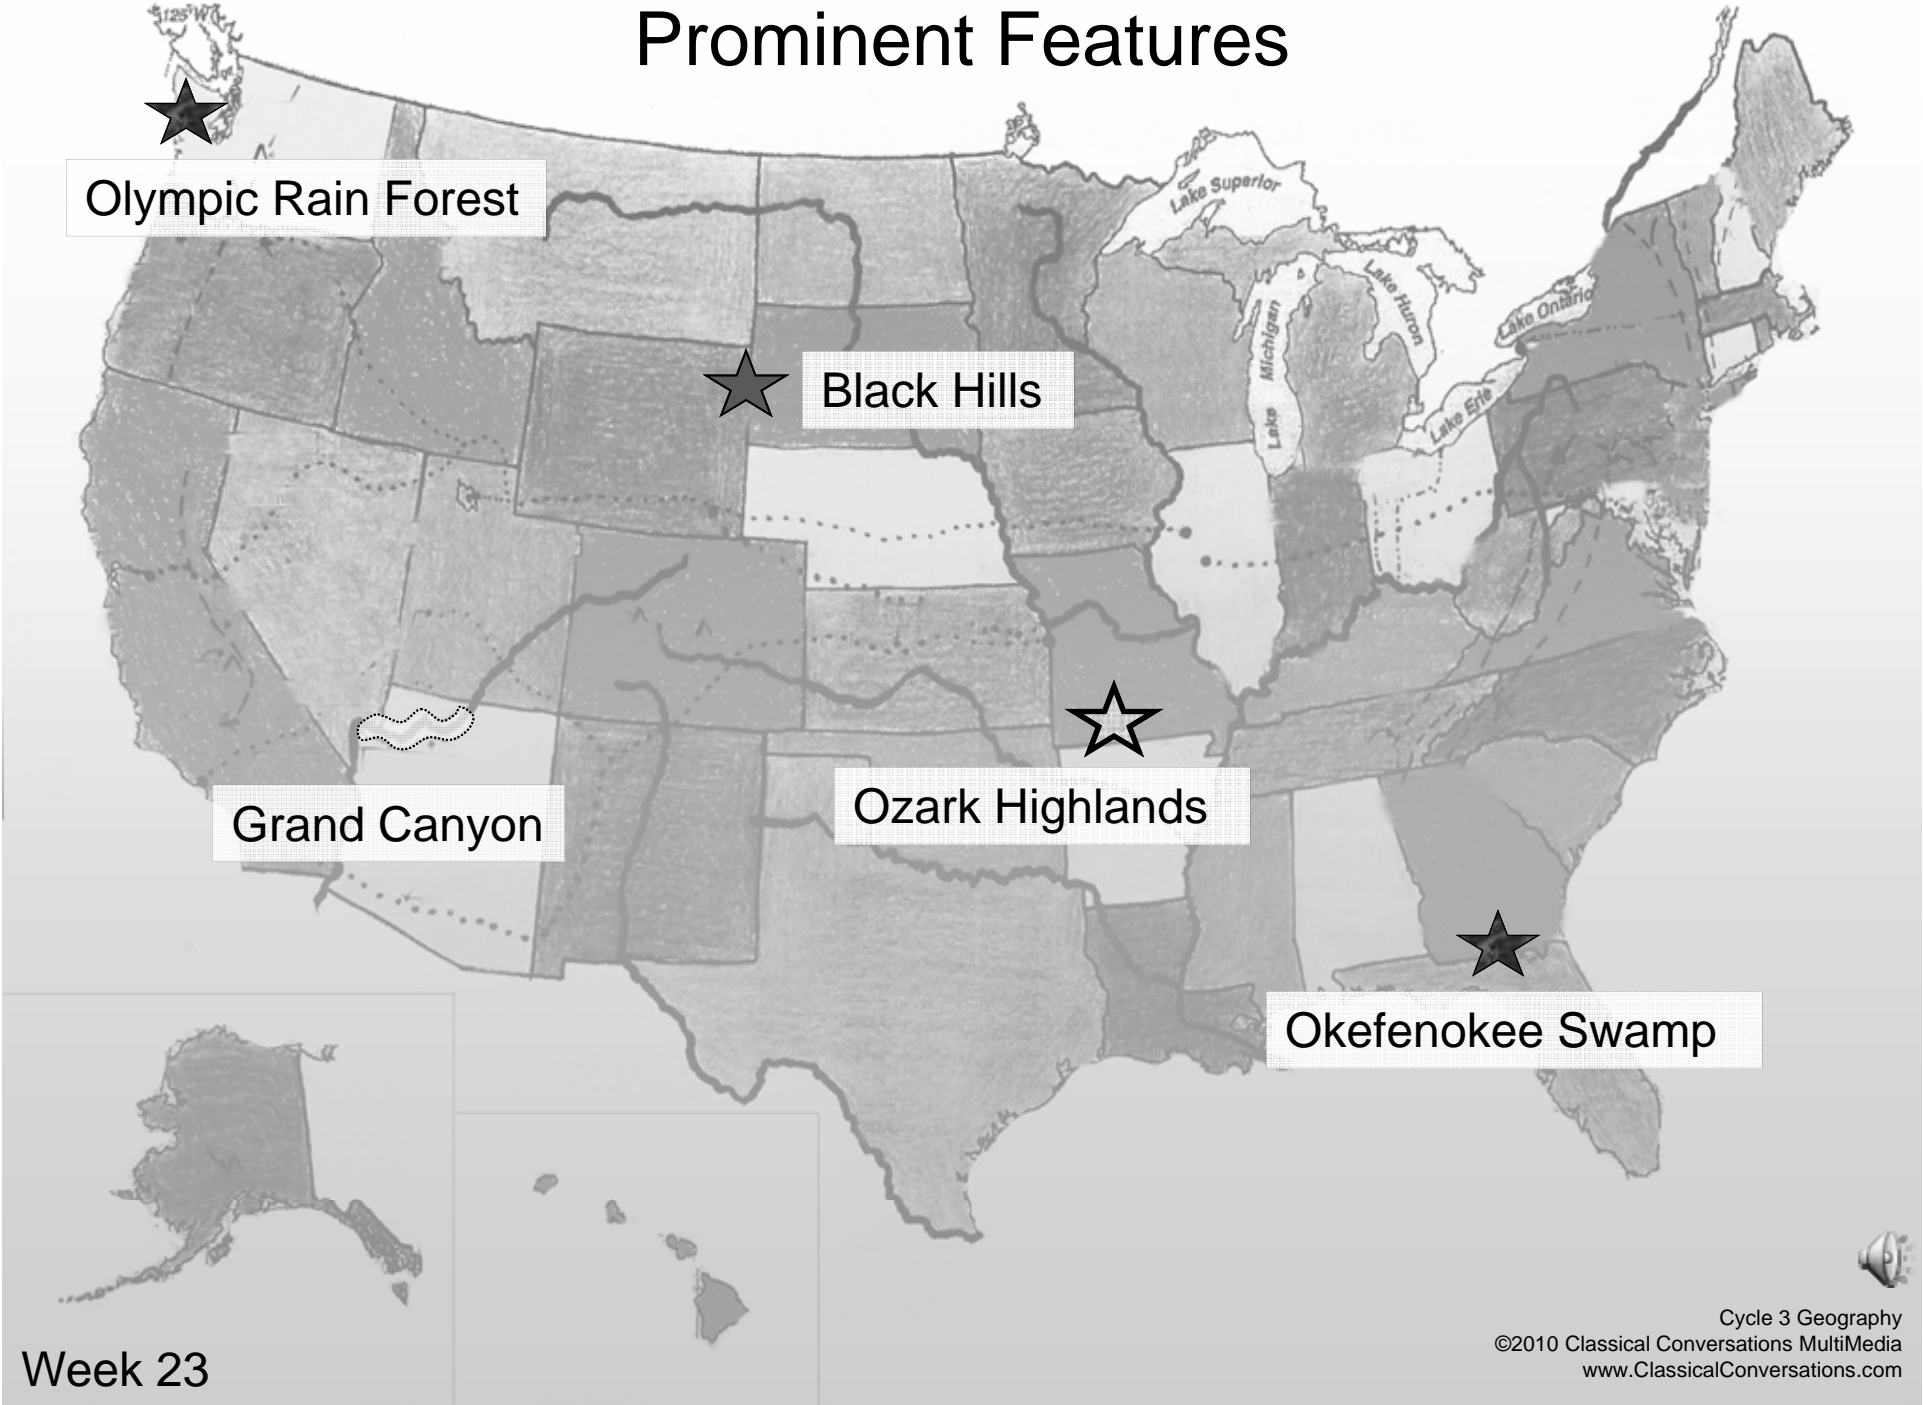 Prominent Features
125°W
Olympic Rain Forest
Lake Superior
Lake Huron
Lake Ontario
Lake Michigan
Lake Erie
Black Hills
Grand Canyon
Ozark Highlands
Okefenokee Swamp
Week 23
Cycle 3 Geography
©2010 Classical Conversations MultiMedia
www.ClassicalConversations.com